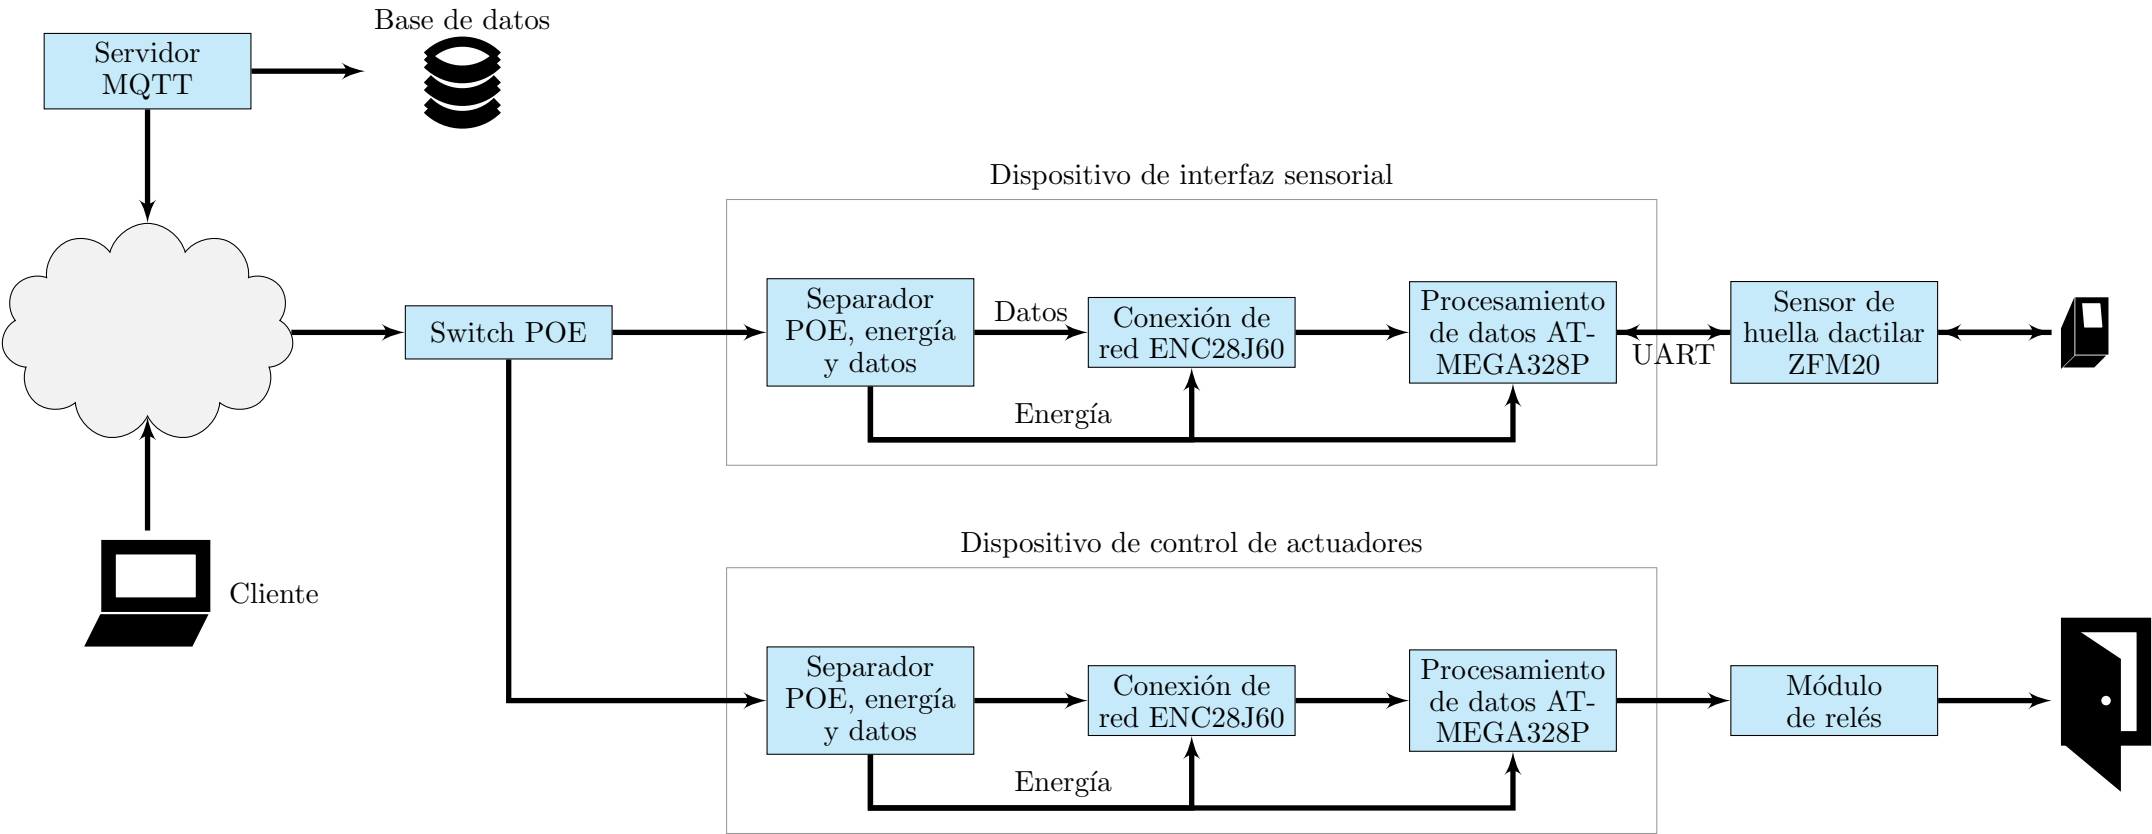 Base de datos
Servidor
MQTT
Dispositivo de interfaz sensorial
Switch POE
Separador
POE, energía
y datos
Datos
Conexión de
red ENC28J60
Procesamiento
de datos AT-
MEGA328P
UART
Sensor de
huella dactilar
ZFM20
Energía
Cliente
Dispositivo de control de actuadores
Separador
POE, energía
y datos
Conexión de
red ENC28J60
Procesamiento
de datos AT-
MEGA328P
Módulo
de relés
Energía